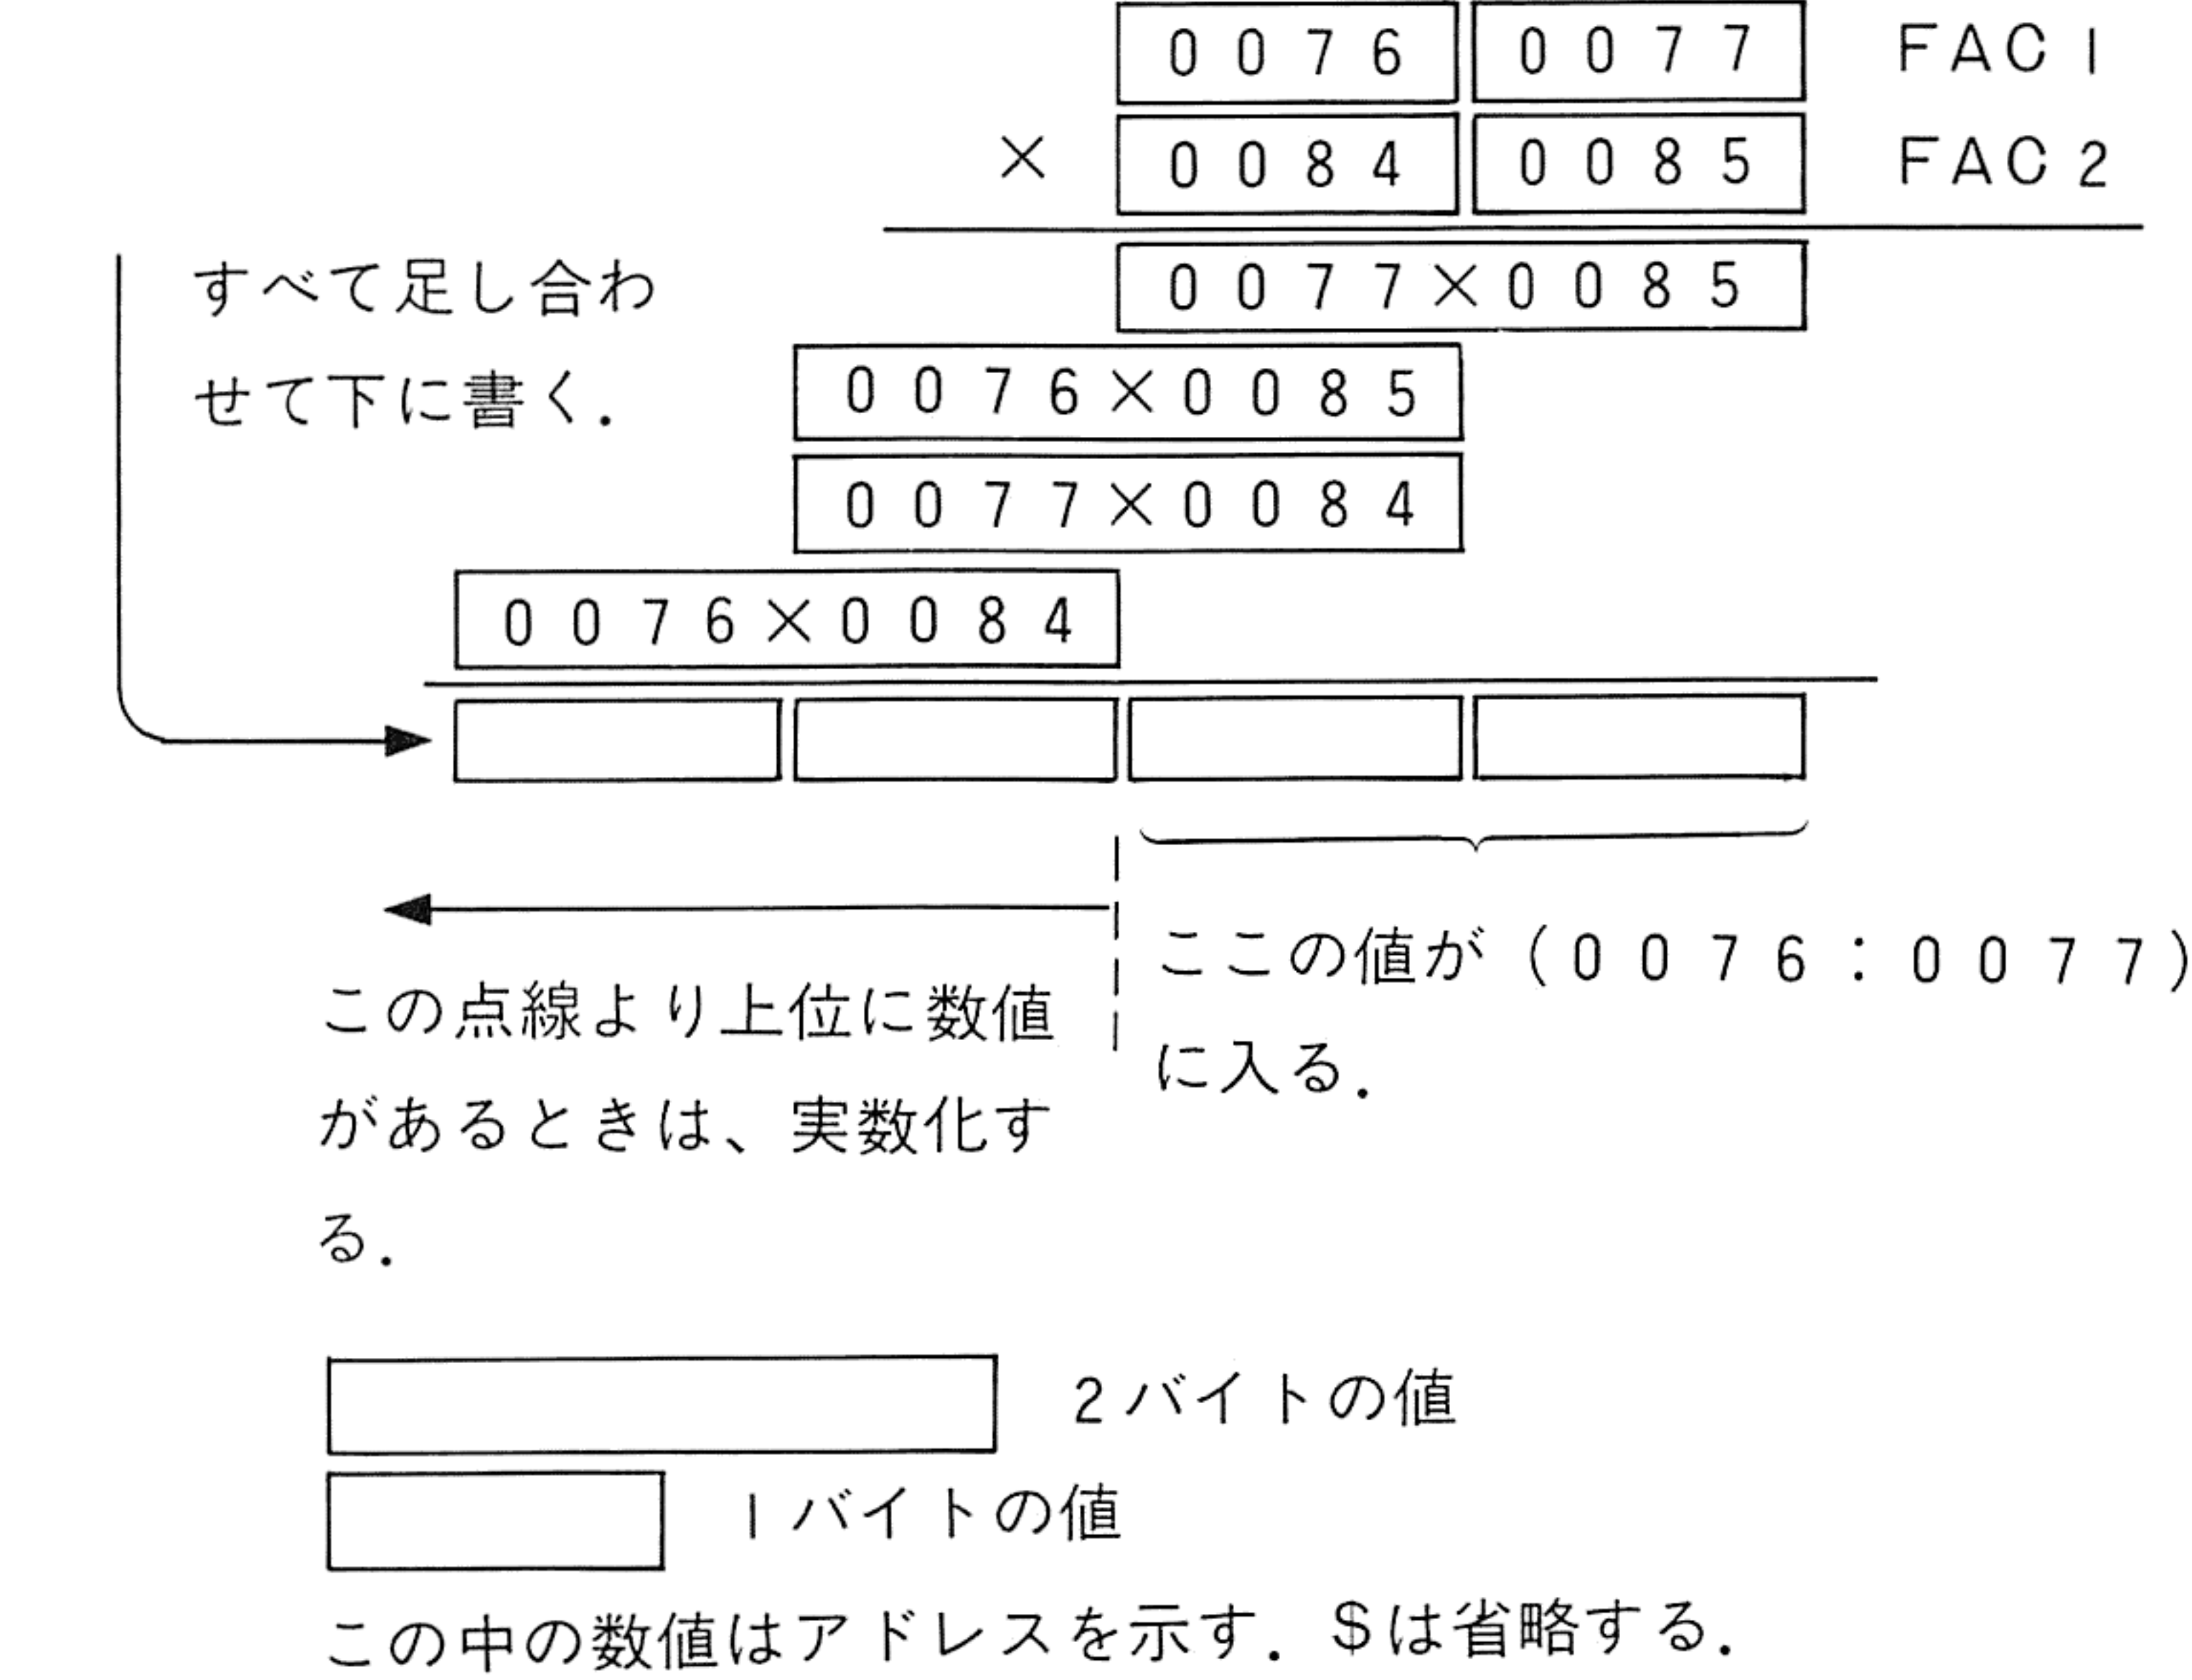 0076 0077 FAC1
× 0084 0085 FAC2
0077×0085
すべて足し合わ
せて下に書く.
0076×0085
0077×0084
0076×0084
ここの値が(0076:0077)
に入る.
この点線より上位に数値
があるときは、実数化す
る.
2バイトの値
1バイトの値
この中の数値はアドレスを示す. $は省略する.